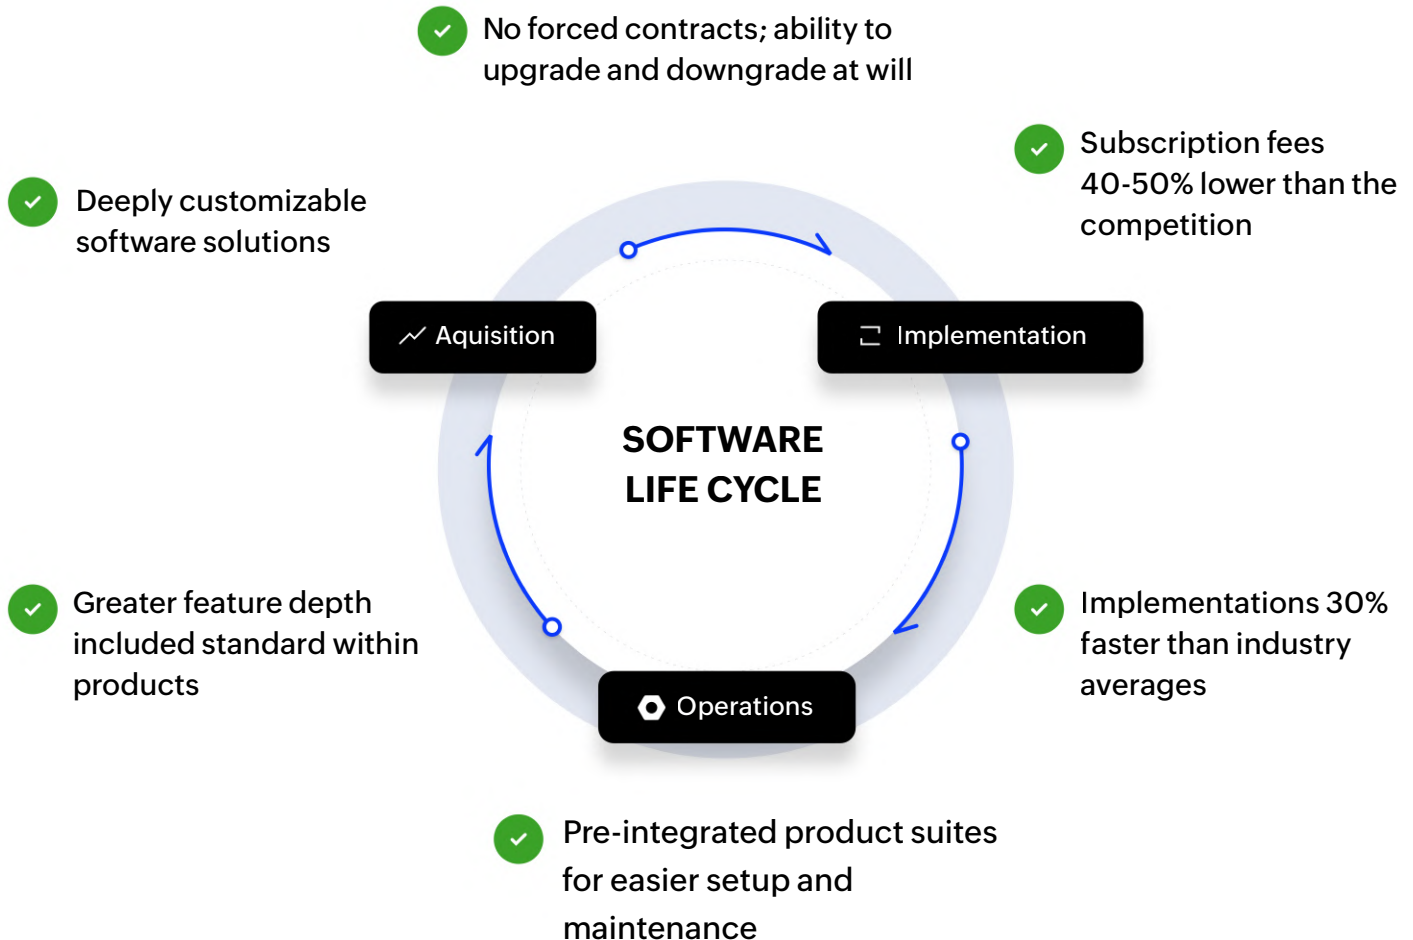 No forced contracts; ability to
upgrade and downgrade at will
Subscription fees
40-50% lower than the
competition
Deeply customizable
software solutions
Aquisition
Implementation
SOFTWARE
LIFE CYCLE
Greater feature depth
included standard within
products
Implementations 30%
faster than industry
averages
Operations
Pre-integrated product suites
for easier setup and
maintenance